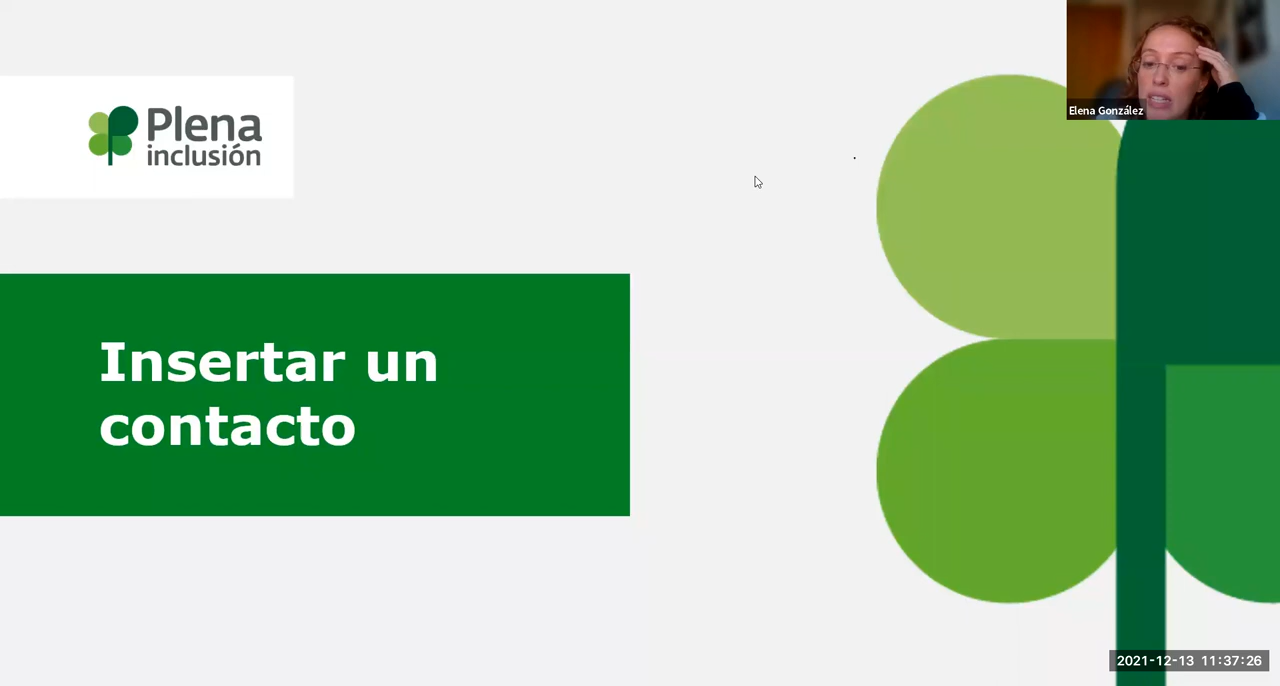 Elena González
Plena
inclusión
Insertar un
contacto
2021-12-13 11:37:26